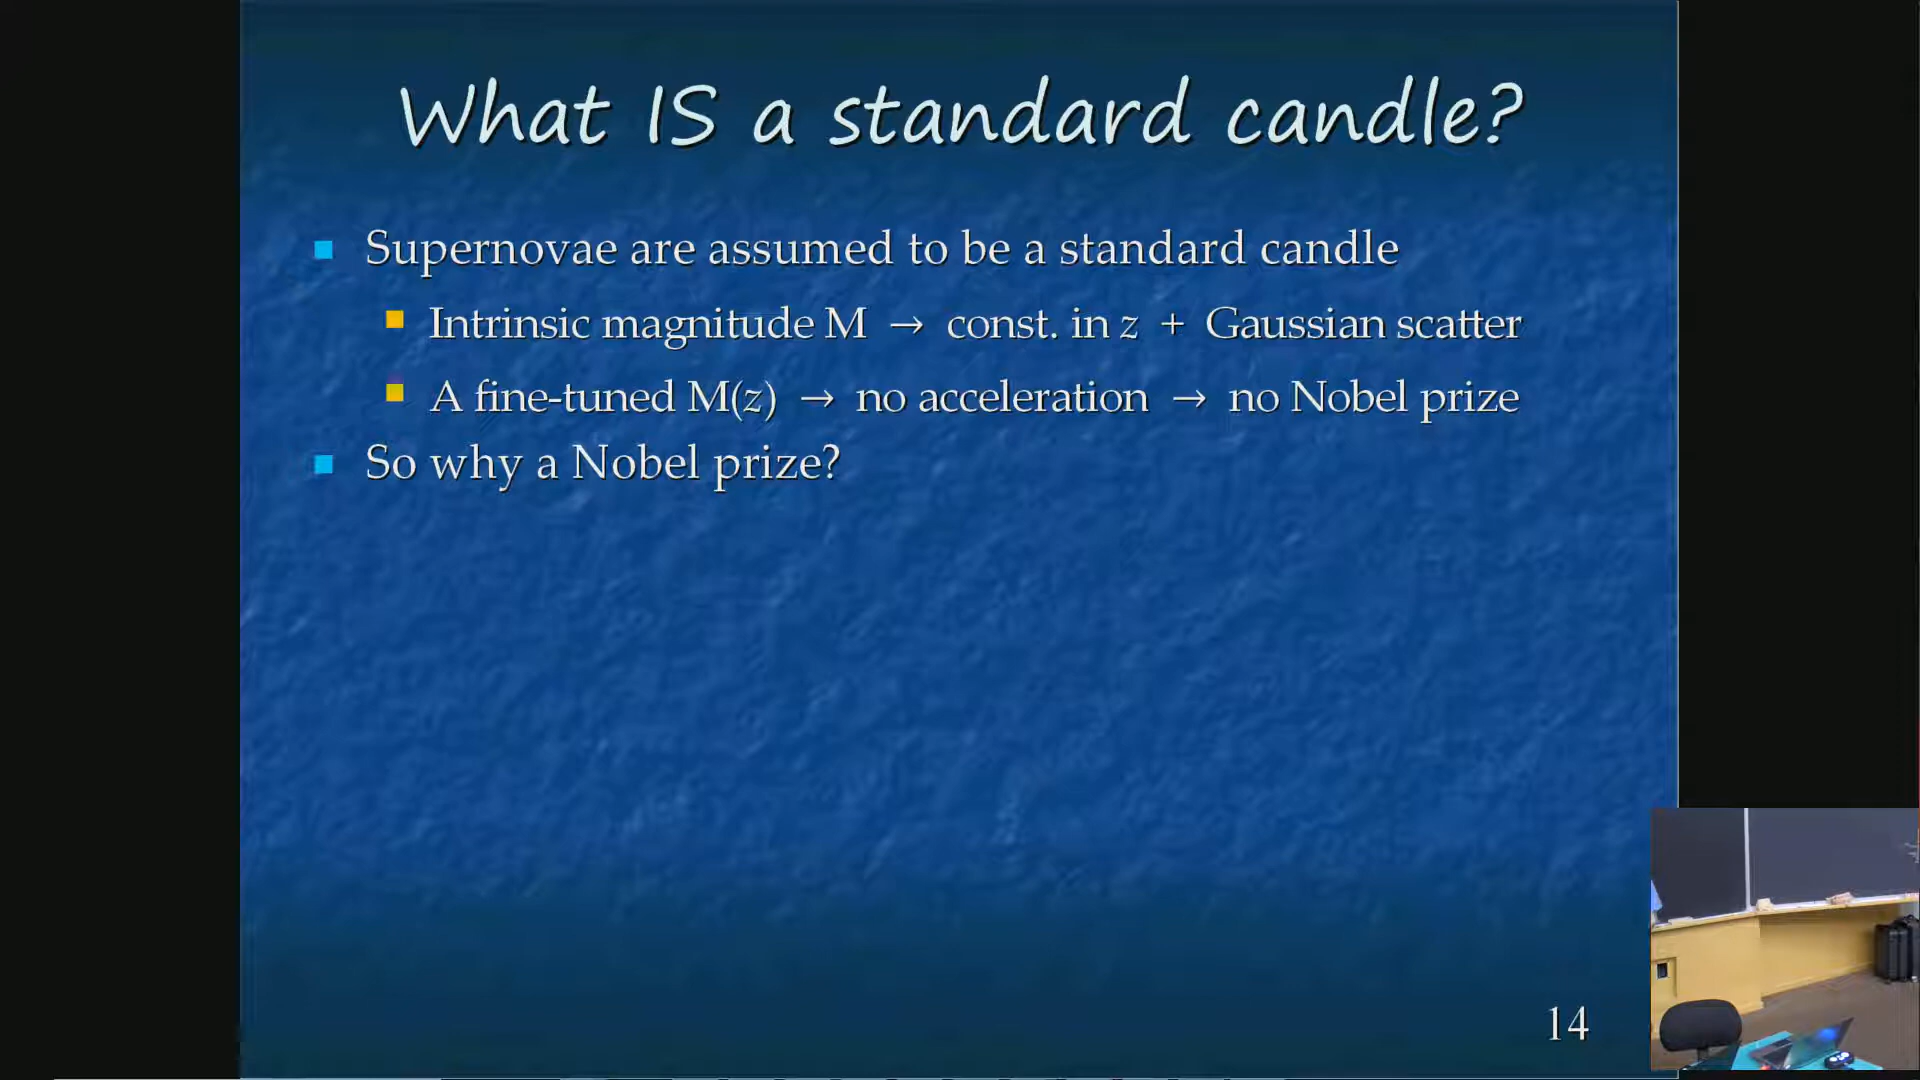 What IS a standard candle?
Supernovae are assumed to be a standard candle
Intrinsic magnitude M → const. in z + Gaussian scatter
A fine-tuned M(z) → no acceleration → no Nobel prize
So why a Nobel prize?
14